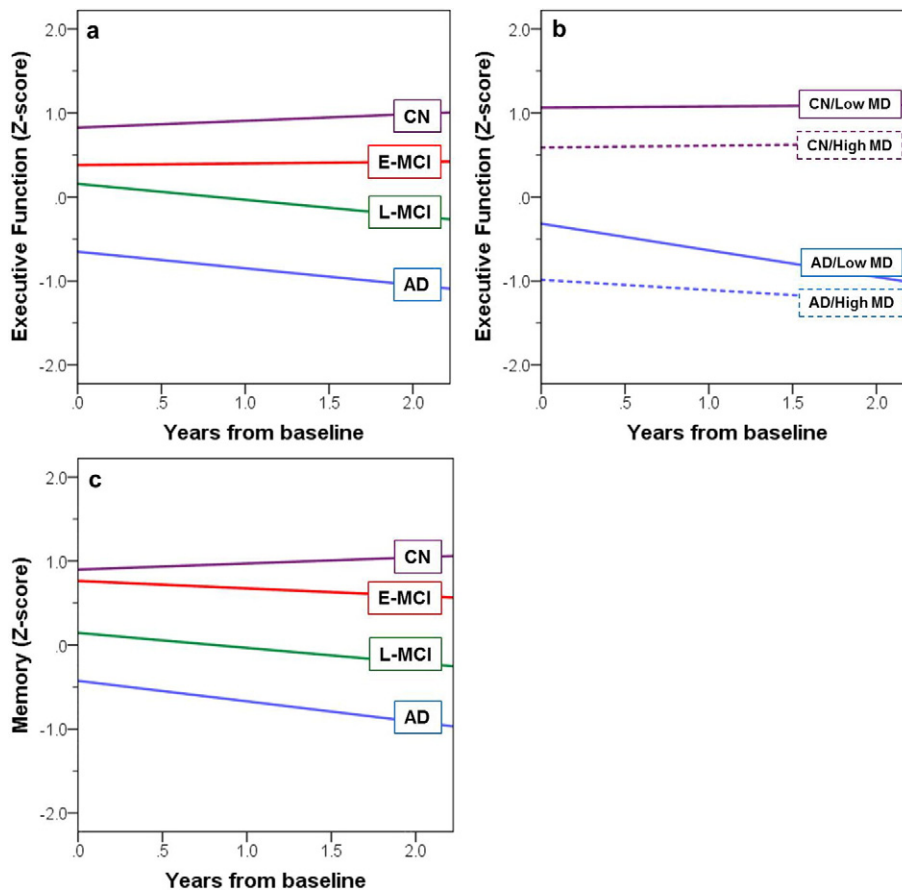 a
Executive Function (Z-score)
2.0
1.0
.0
-1.0
-2.0
CN
E-MCI
L-MCI
AD
.0 .5 1.0 1.5 2.0
Years from baseline
b
Executive Function (Z-score)
2.0
1.0
.0
-1.0
-2.0
CN/Low MD
CN/High MD
AD/Low MD
AD/High MD
.0 .5 1.0 1.5 2.0
Years from baseline
c
Memory (Z-score)
2.0
1.0
.0
-1.0
-2.0
CN
E-MCI
L-MCI
AD
.0 .5 1.0 1.5 2.0
Years from baseline